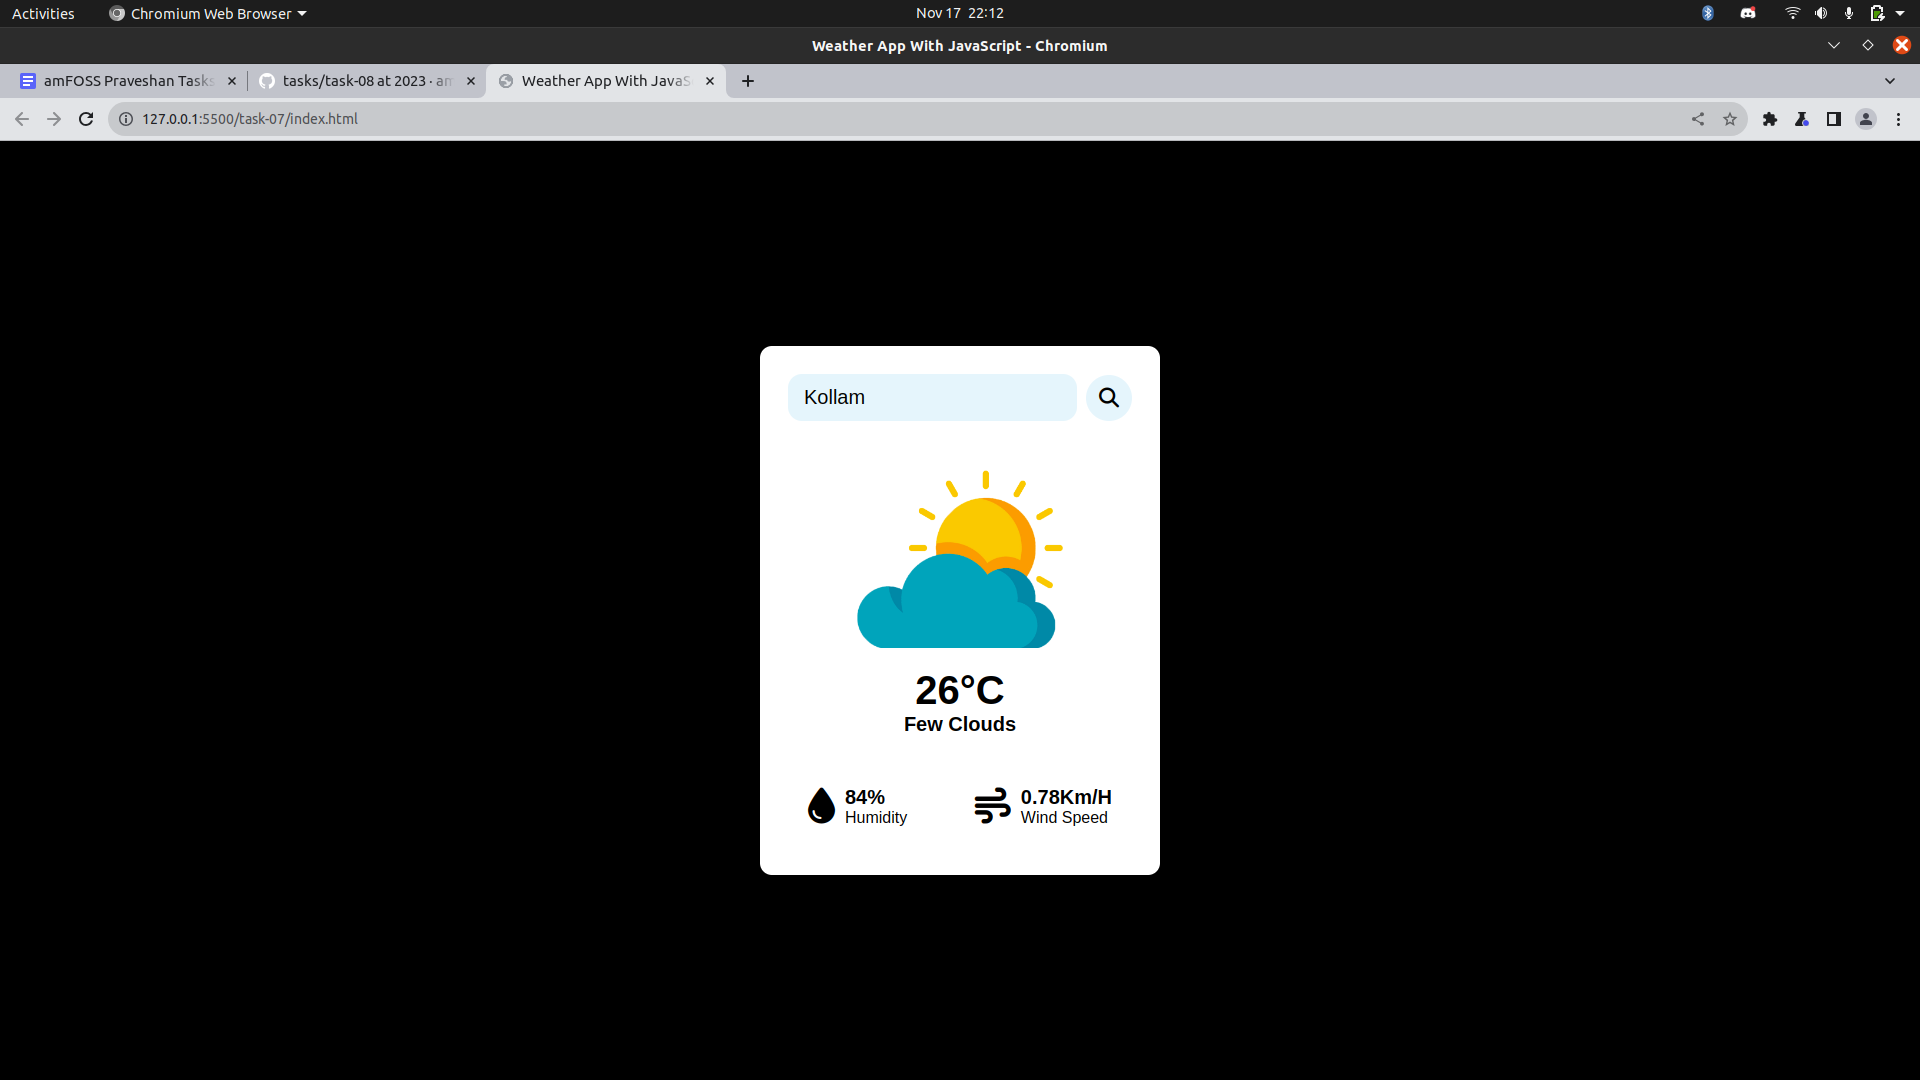 Activities Chromium Web Browser Nov 17 22:12
Weather App With JavaScript - Chromium
amFOSS Praveshan Tasks tasks/task-08 at 2023 · am Weather App With JavaS
127.0.0.1:5500/task-07/index.html
Kollam
26°C
Few Clouds
84% 0.78Km/H
Humidity Wind Speed